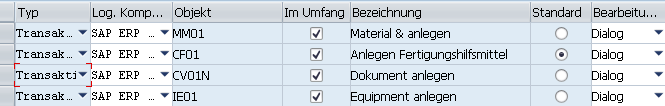 Typ Log. Komp... Objekt Im Umfang Bezeichnung Standard Bearbeitu...
Transak... SAP ERP ... MM01 Material & anlegen Dialog
Transak... SAP ERP ... CF01 Anlegen Fertigungshilfsmittel Dialog
Transakti SAP ERP ... CV01N Dokument anlegen Dialog
Transak... SAP ERP ... IE01 Equipment anlegen Dialog